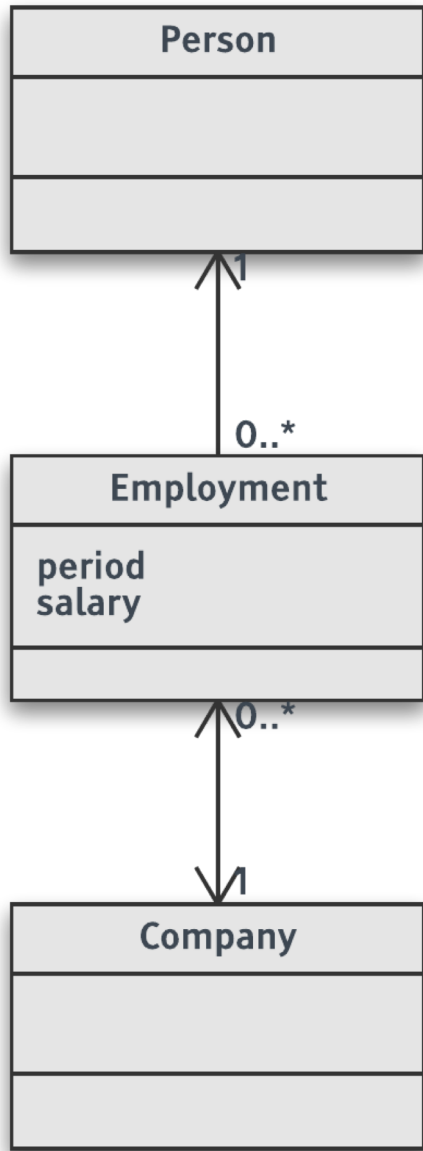 Person
1
0..*
Employment
period
salary
0..*
1
Company